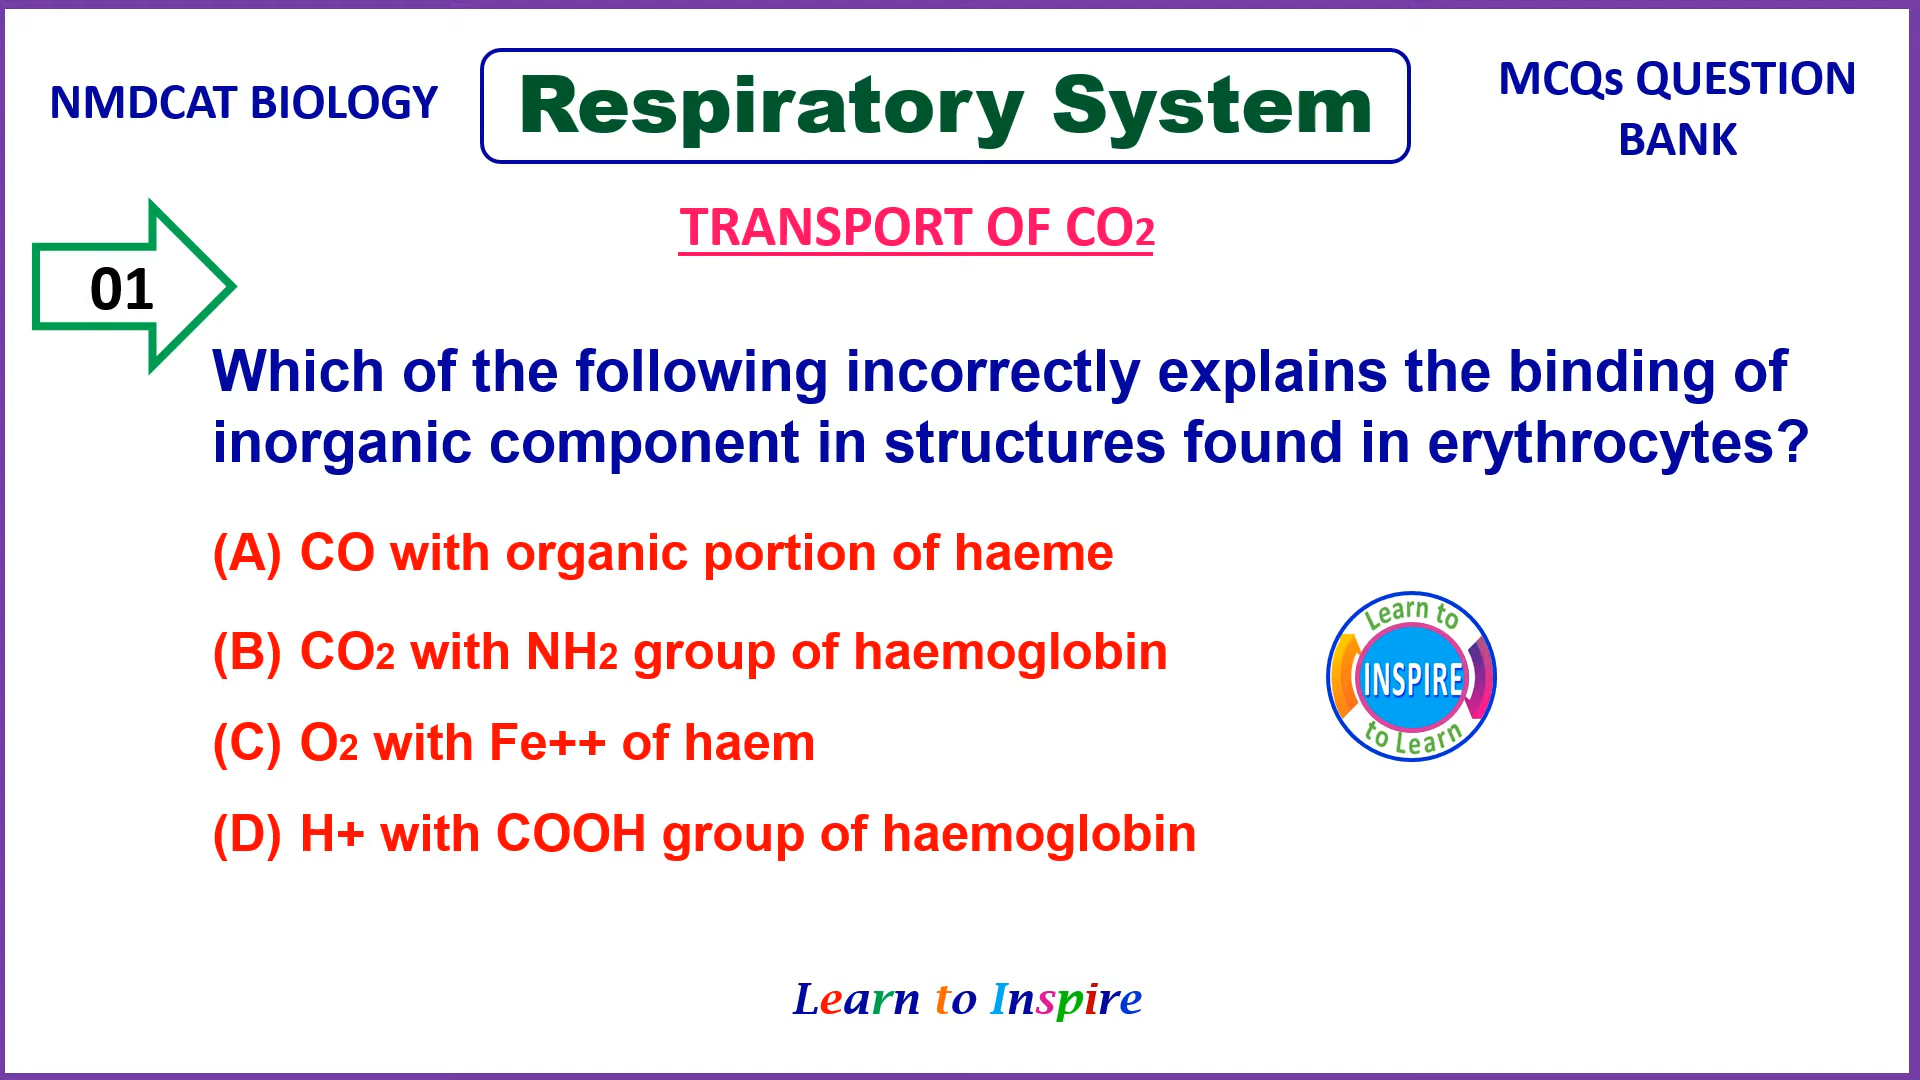 NMDCAT BIOLOGY
Respiratory System
MCQs QUESTION
BANK
TRANSPORT OF CO2
01
Which of the following incorrectly explains the binding of
inorganic component in structures found in erythrocytes?
(A) CO with organic portion of haeme
(B) CO2 with NH2 group of haemoglobin
(C) O2 with Fe++ of haem
(D) H+ with COOH group of haemoglobin
Learn to
INSPIRE
to Learn
Learn to Inspire